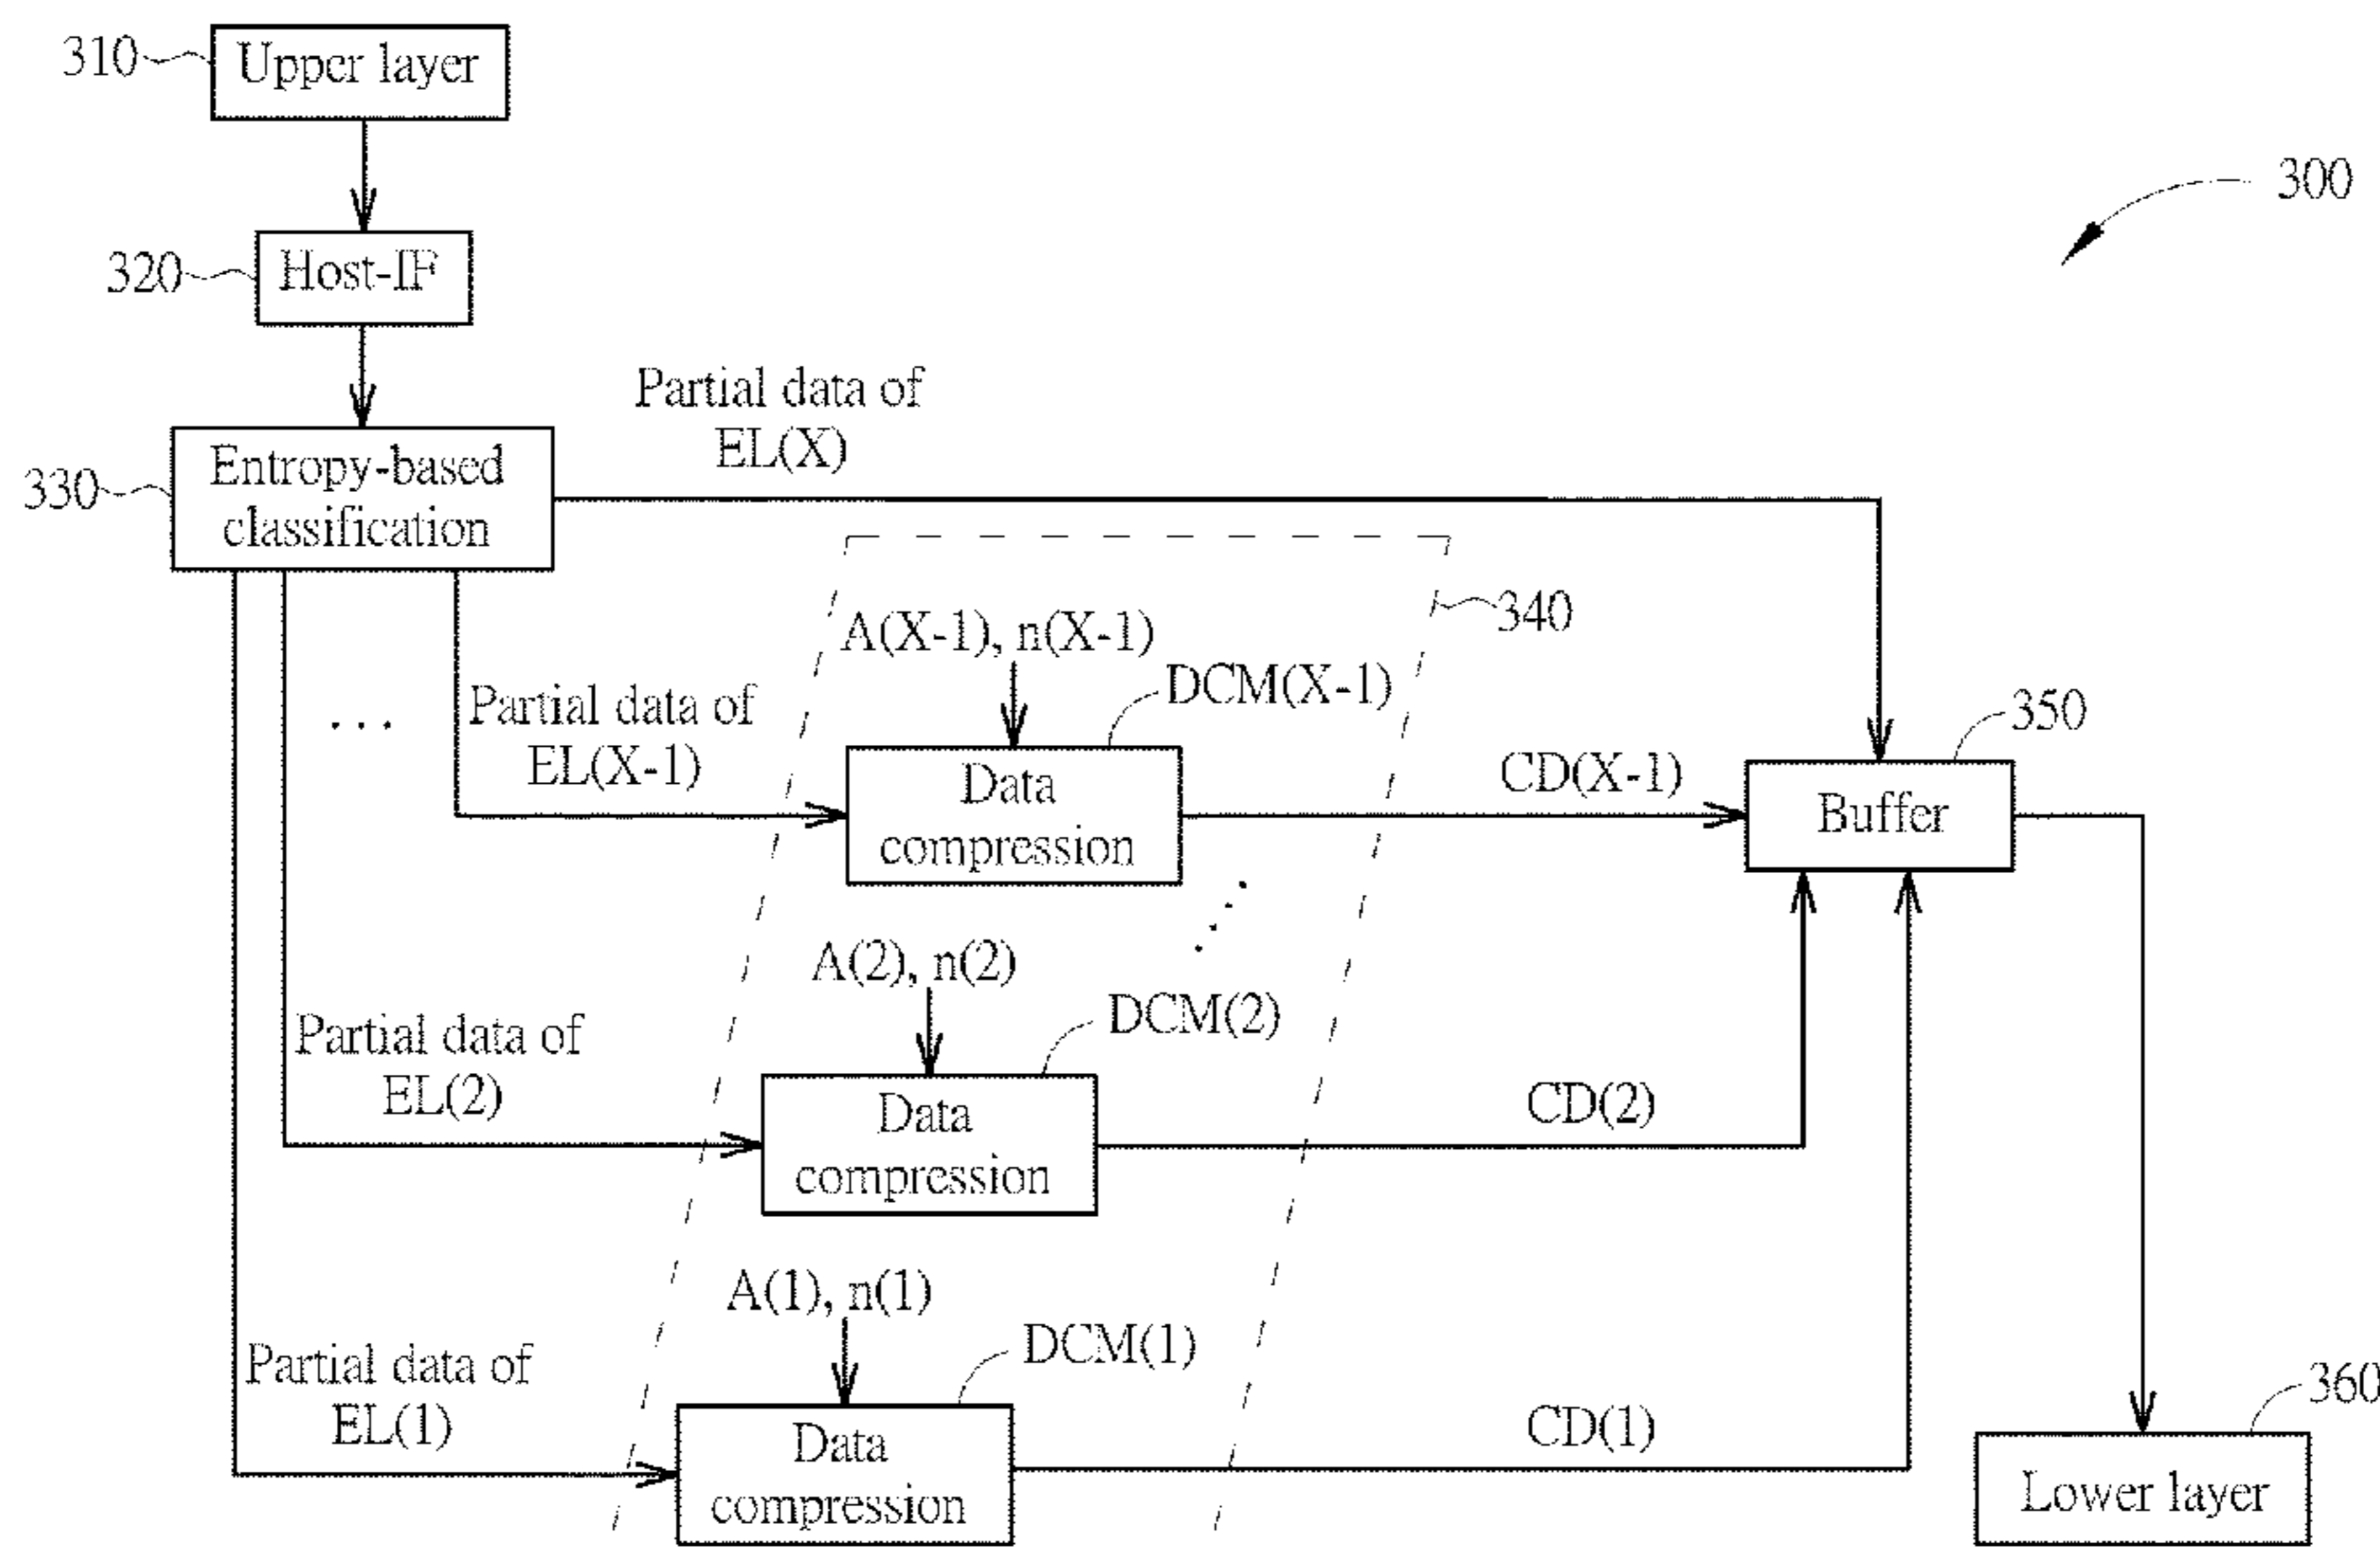 310
Upper layer
300
320
Host-IF
Partial data of
EL(X)
330
Entropy-based
classification
340
A(X-1), n(X-1)
DCM(X-1)
350
...
Partial data of
EL(X-1)
Data
compression
CD(X-1)
Buffer
A(2), n(2)
DCM(2)
Partial data of
EL(2)
Data
compression
CD(2)
A(1), n(1)
DCM(1)
Partial data of
EL(1)
Data
compression
CD(1)
360
Lower layer